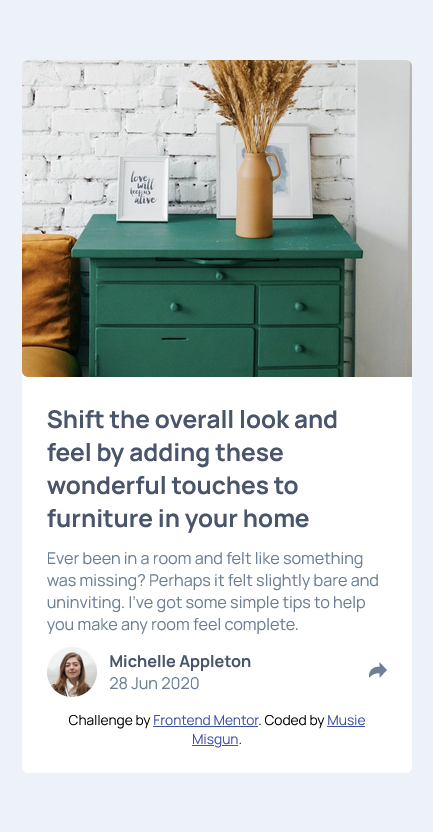 love
will
keep us
alive
Shift the overall look and
feel by adding these
wonderful touches to
furniture in your home
Ever been in a room and felt like something
was missing? Perhaps it felt slightly bare and
uninviting. I've got some simple tips to help
you make any room feel complete.
Michelle Appleton
28 Jun 2020
Challenge by Frontend Mentor. Coded by Musie
Misgun.